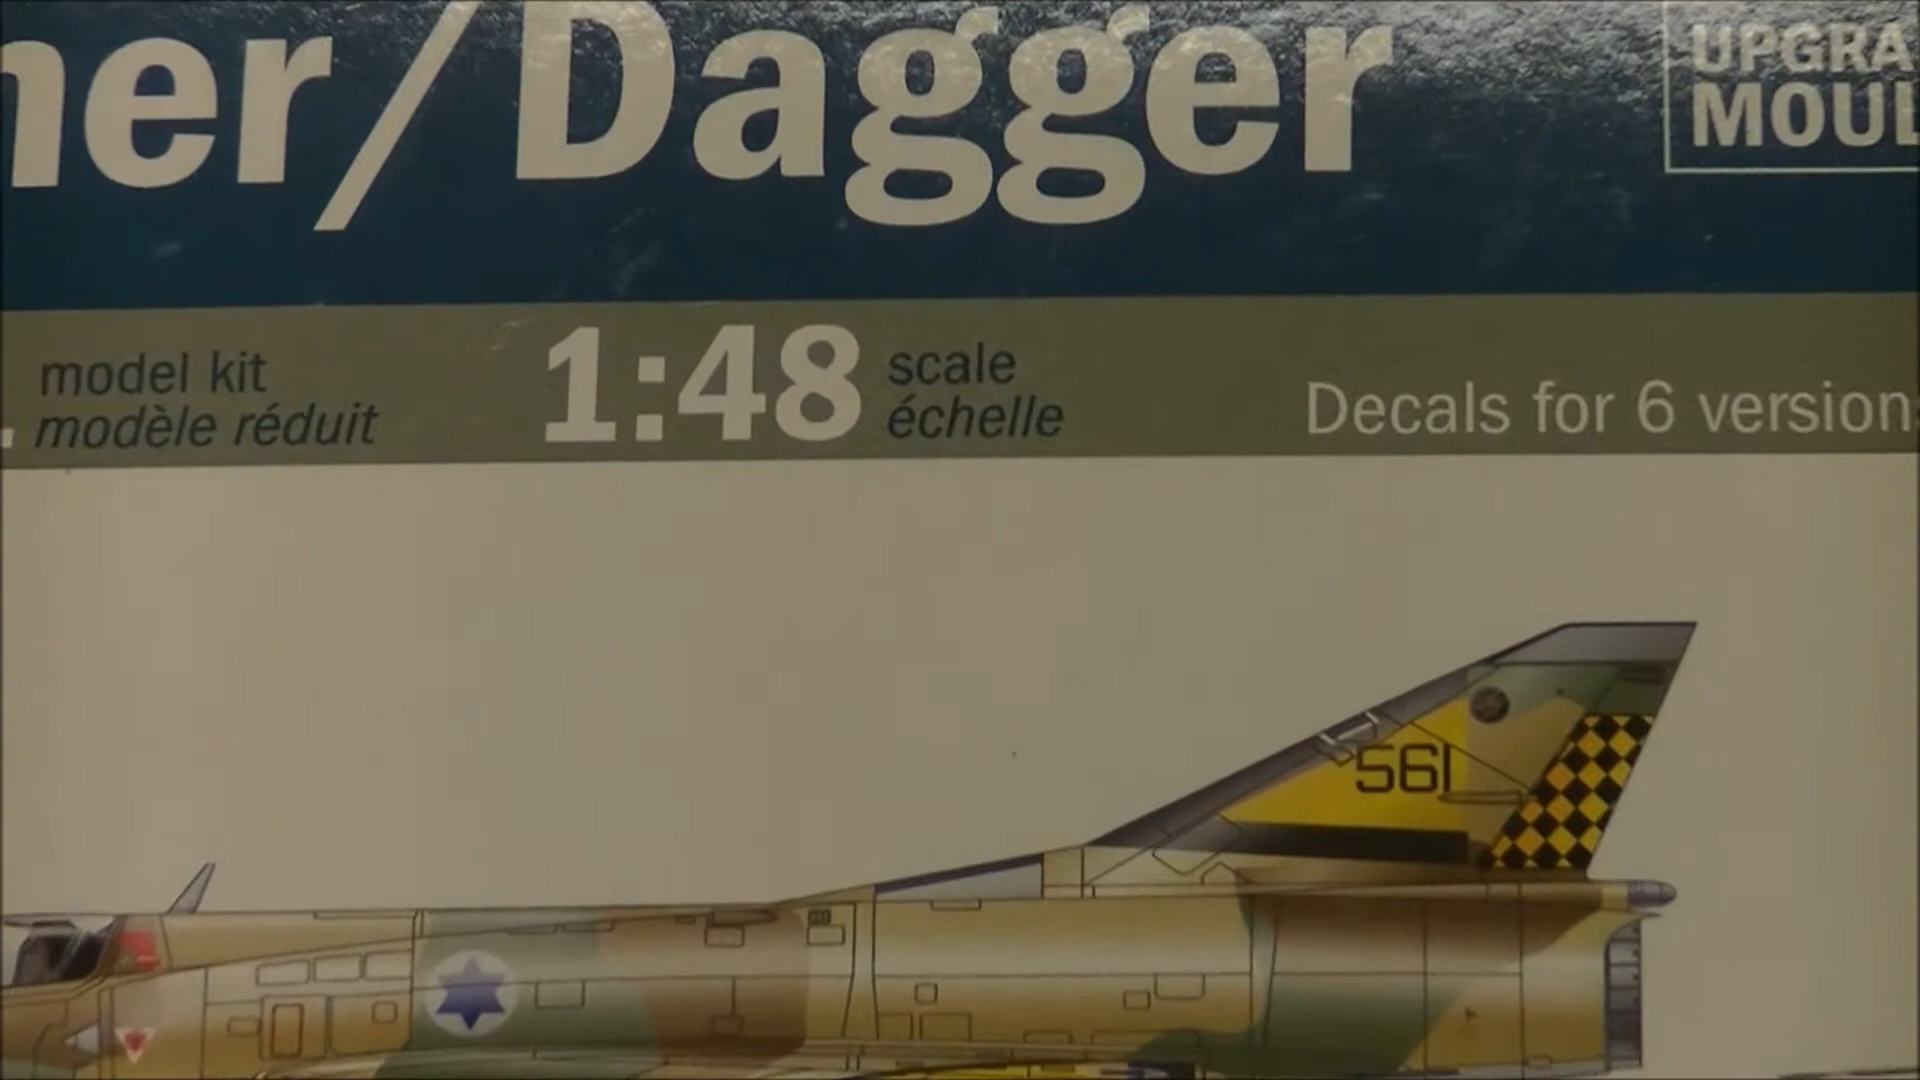 ner/Dagger
UPGRA
MOUL
model kit
modèle réduit
1:48
scale
échelle
Decals for 6 version
561